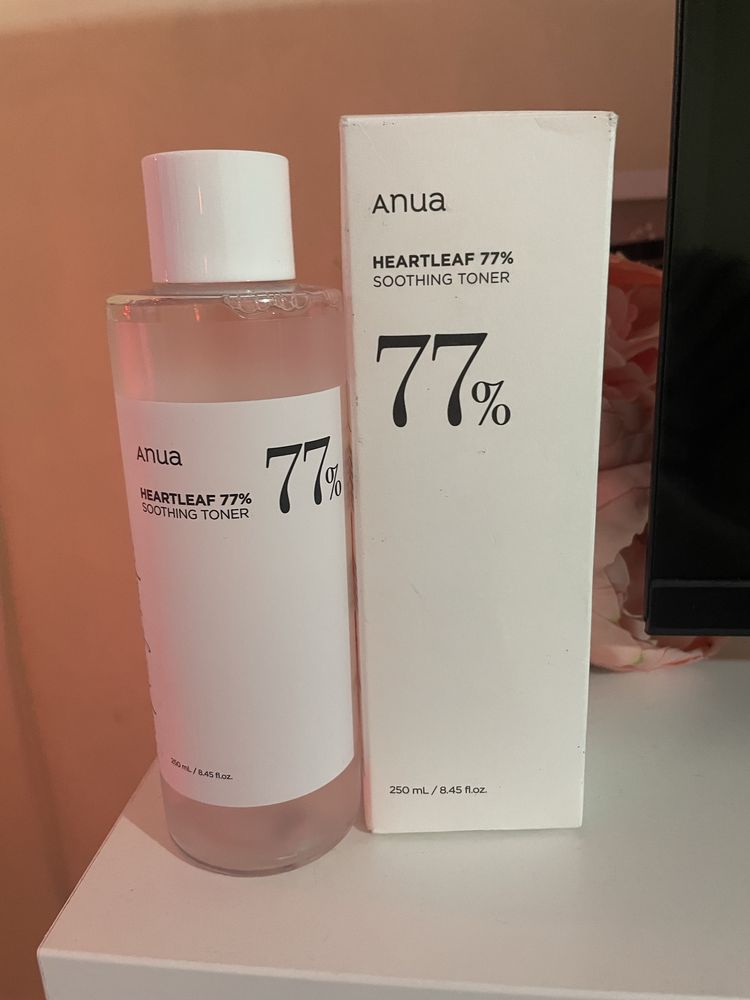 Anua
HEARTLEAF 77%
SOOTHING TONER
77%
250 mL / 8.45 fl.oz.
Anua
HEARTLEAF 77%
SOOTHING TONER
77%
250 mL / 8.45 fl.oz.